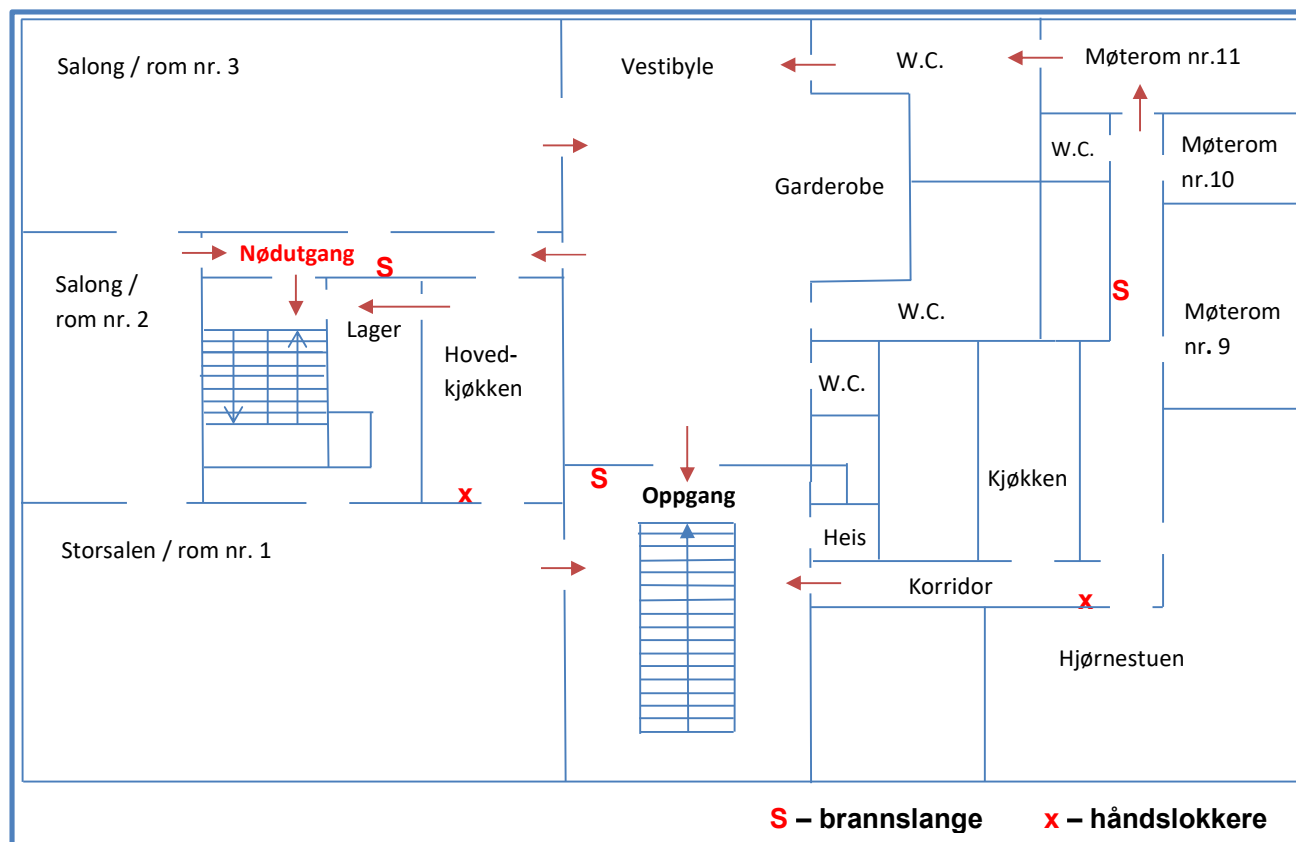 Salong / rom nr. 3
Vestibyle
W.C.
Møterom nr.11
W.C.
Møterom
nr.10
Garderobe
Nødutgang
S
Salong /
rom nr. 2
S
Lager
W.C.
Møterom
nr. 9
Hoved-
kjøkken
W.C.
S
Kjøkken
x
Oppgang
Storsalen / rom nr. 1
Heis
Korridor
x
Hjørnestuen
S – brannslange
x – håndslokkere